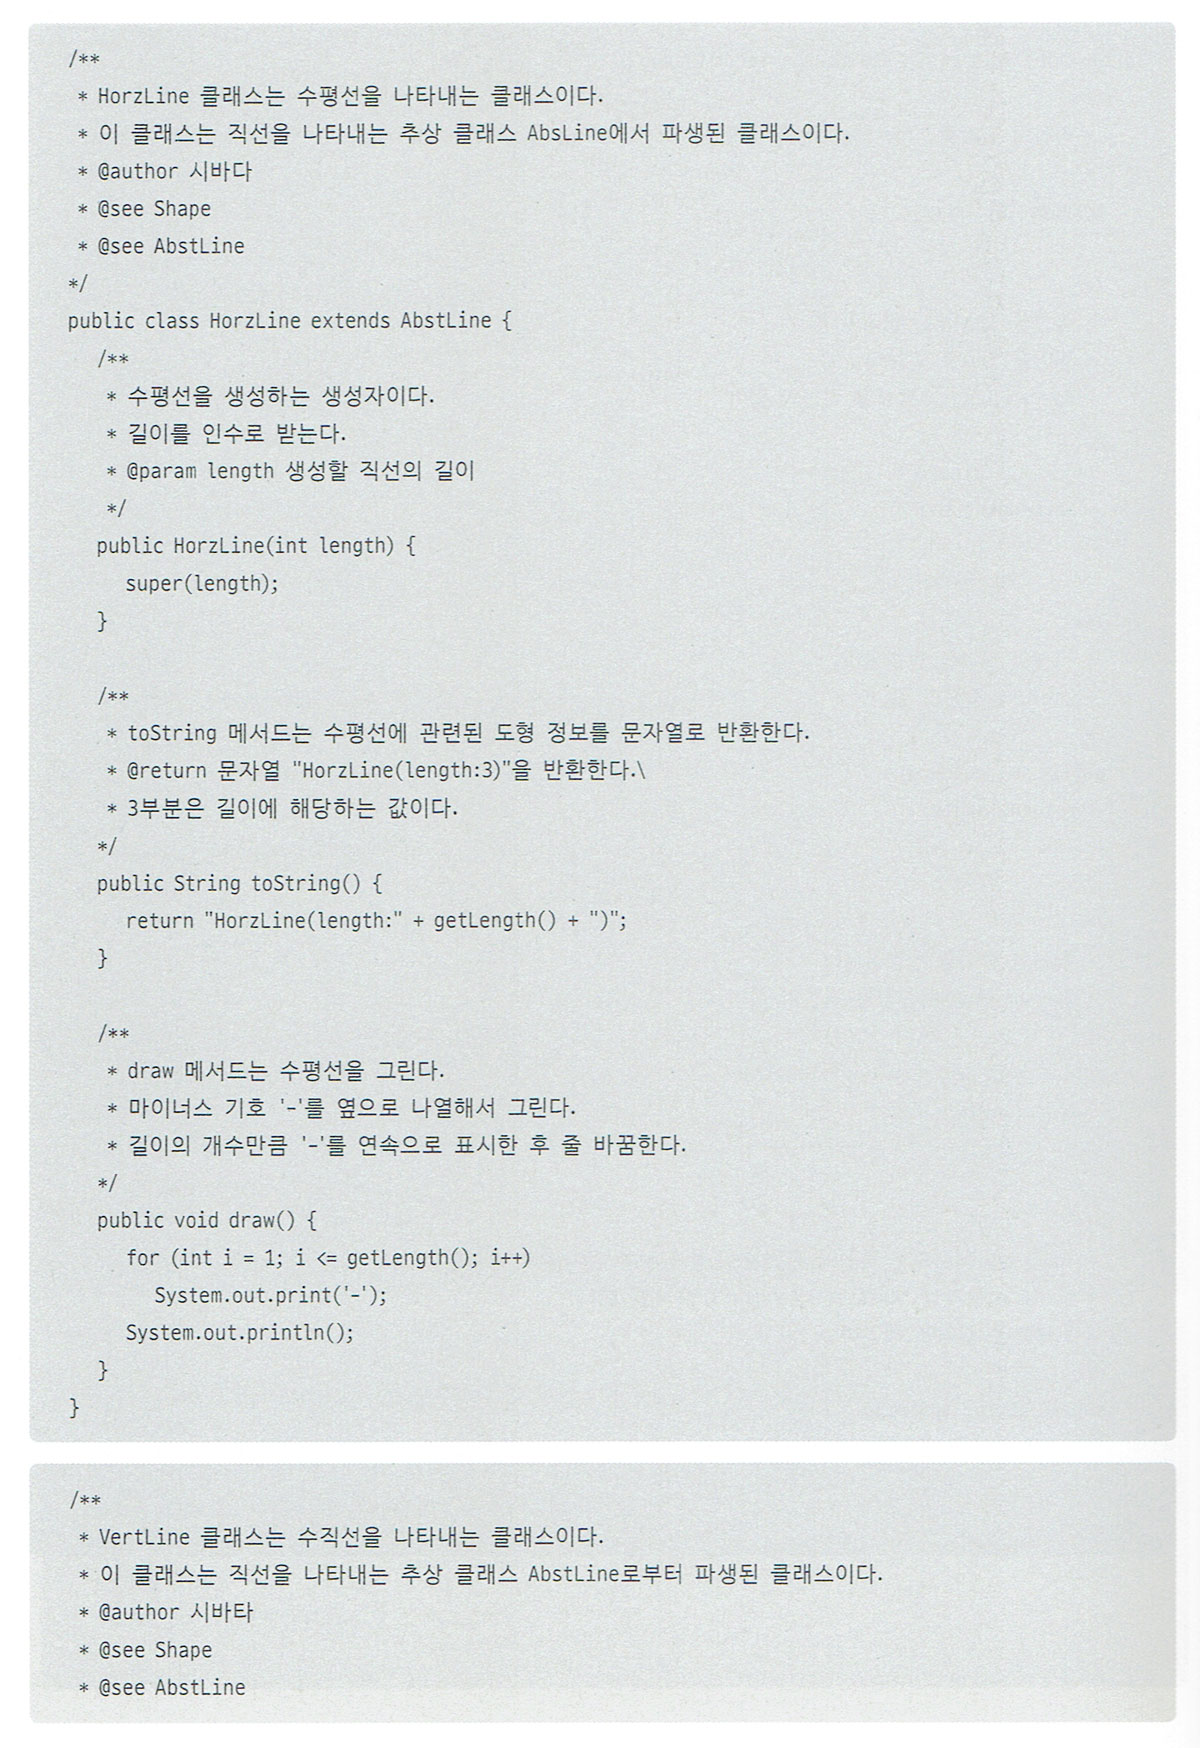 /**
 * HorzLine 클래스는 수평선을 나타내는 클래스이다.
 * 이 클래스는 직선을 나타내는 추상 클래스 AbsLine에서 파생된 클래스이다.
 * @author 시바다
 * @see Shape
 * @see AbstLine
*/
public class HorzLine extends AbstLine {
   /**
    * 수평선을 생성하는 생성자이다.
    * 길이를 인수로 받는다.
    * @param length 생성할 직선의 길이
    */
   public HorzLine(int length) {
      super(length);
   }

   /**
    * toString 메서드는 수평선에 관련된 도형 정보를 문자열로 반환한다.
    * @return 문자열 "HorzLine(length:3)"을 반환한다.\
    * 3부분은 길이에 해당하는 값이다.
   */
   public String toString() {
      return "HorzLine(length:" + getLength() + ")";
   }

   /**
    * draw 메서드는 수평선을 그린다.
    * 마이너스 기호 '-'를 옆으로 나열해서 그린다.
    * 길이의 개수만큼 '-'를 연속으로 표시한 후 줄 바꿈한다.
   */
   public void draw() {
      for (int i = 1; i <= getLength(); i++)
         System.out.print('-');
      System.out.println();
   }
}
/**
 * VertLine 클래스는 수직선을 나타내는 클래스이다.
 * 이 클래스는 직선을 나타내는 추상 클래스 AbstLine로부터 파생된 클래스이다.
 * @author 시바타
 * @see Shape
 * @see AbstLine